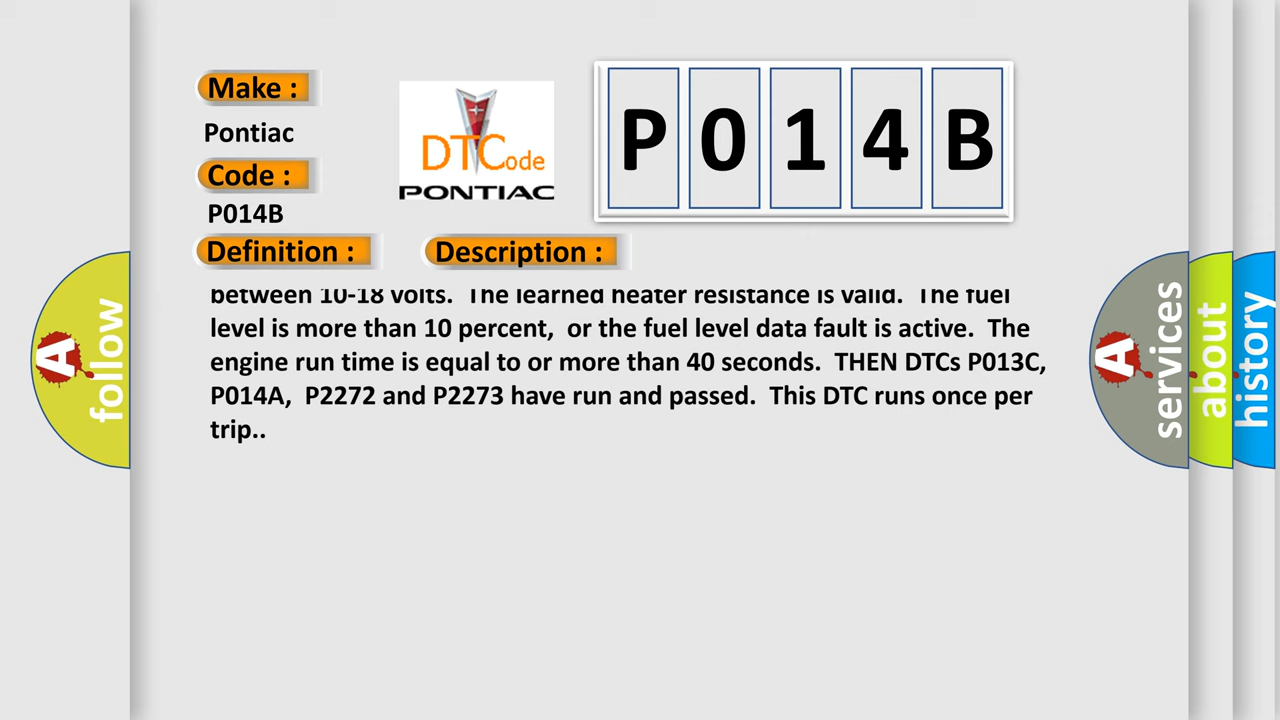 Make :
Pontiac
Code :
P014B
DTCode
PONTIAC
P014B
Definition :
Description :
between 10-18 volts. The learned heater resistance is valid. The fuel
level is more than 10 percent, or the fuel level data fault is active. The
engine run time is equal to or more than 40 seconds. THEN DTCs P013C,
P014A, P2272 and P2273 have run and passed. This DTC runs once per
trip..
A follow
A services
about
history